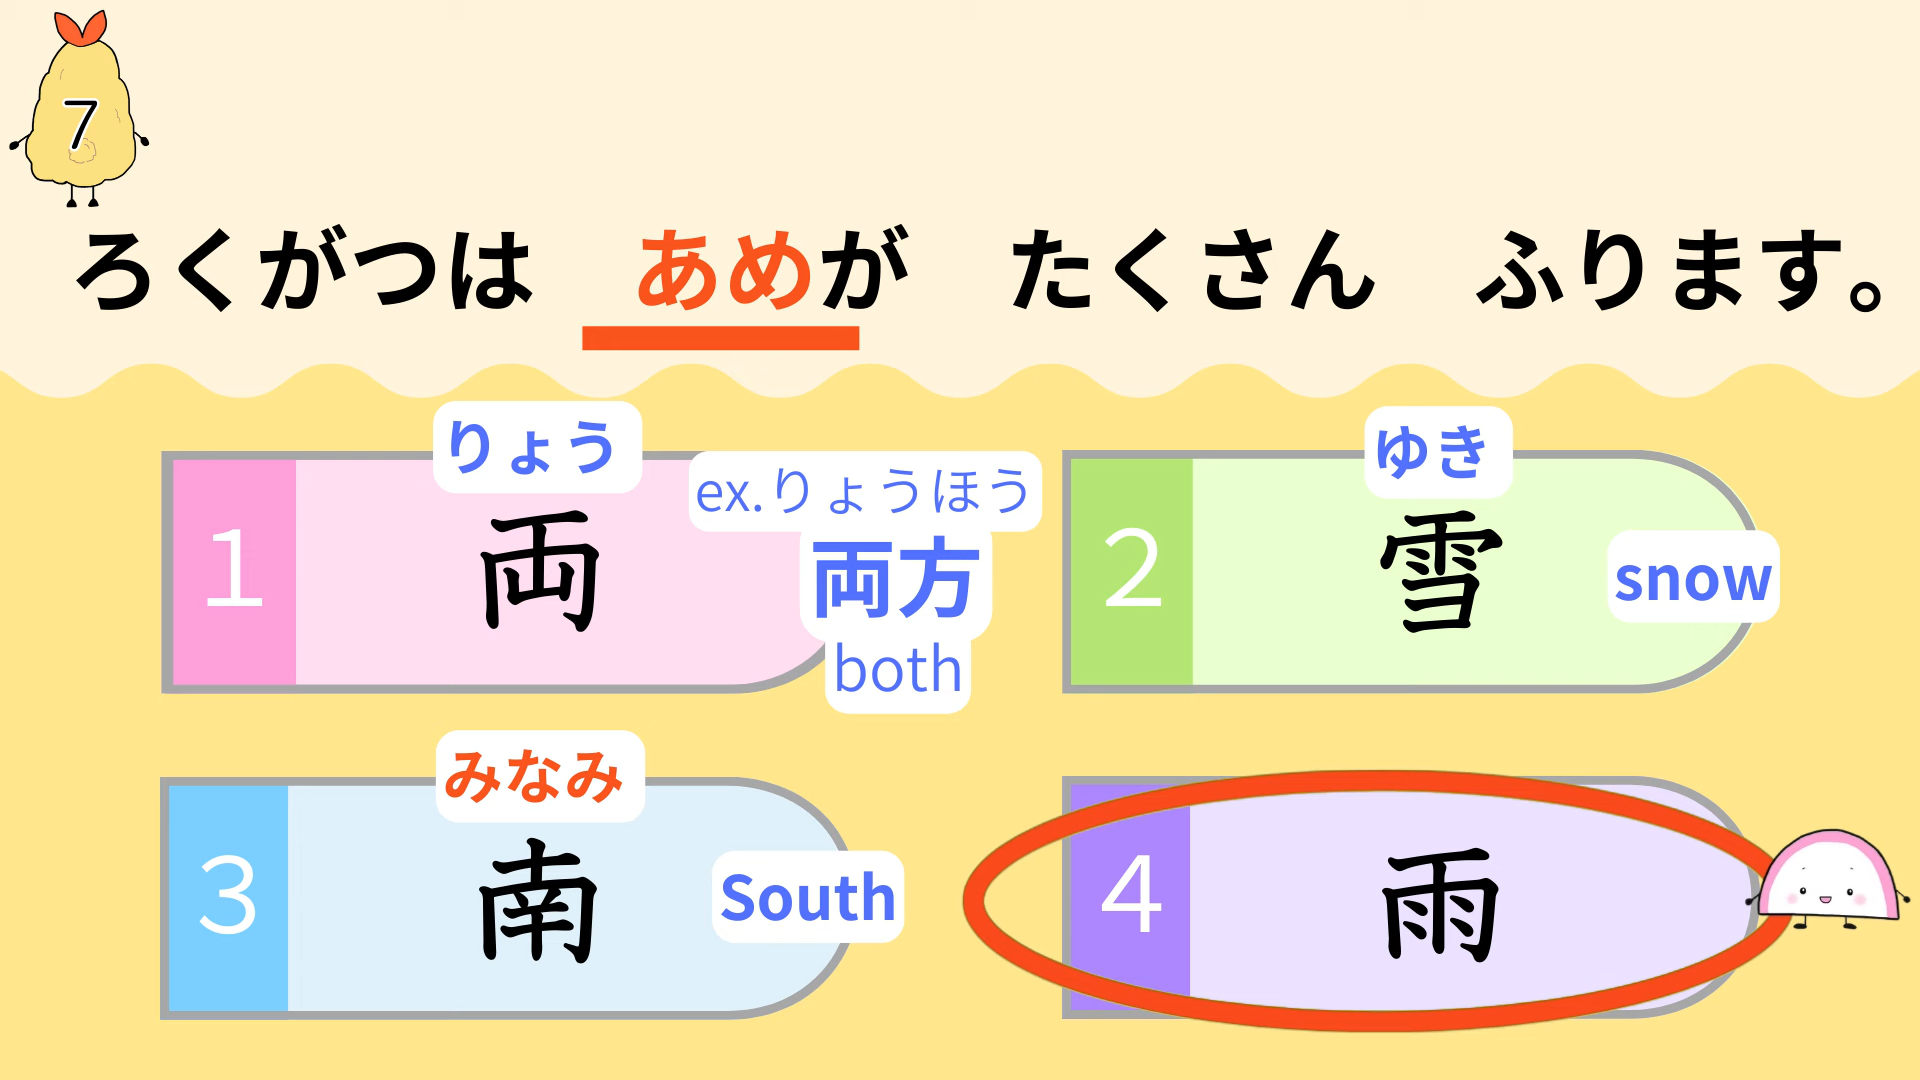 7
ろくがつは　あめが　たくさん　ふります。
りょう
1 両
ex.りょうほう
両方
both
ゆき
2 雪
snow
みなみ
3 南
South
4 雨